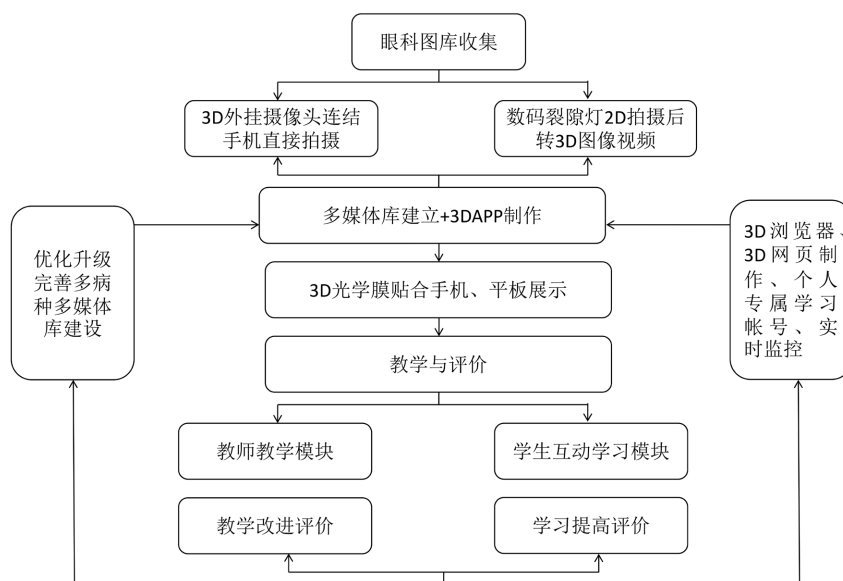 眼科图库收集
3D外挂摄像头连结
手机直接拍摄
数码裂隙灯2D拍摄后
转3D图像视频
多媒体库建立+3DAPP制作
优化升级
完善多病
种多媒体
库建设
3D浏览器、
3D网页制
作、个人
专属学习
帐号、实
时监控
3D光学膜贴合手机、平板展示
教学与评价
教师教学模块
学生互动学习模块
教学改进评价
学习提高评价